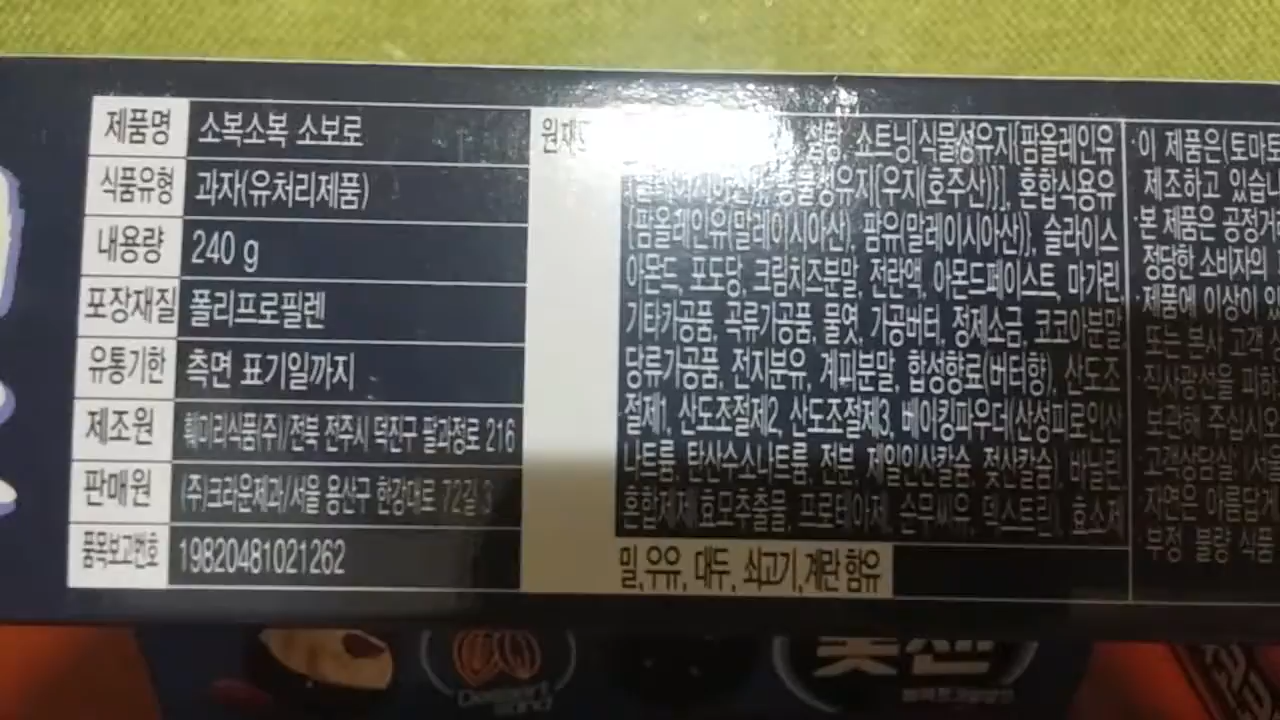 제품명 소복소복 소보로
식품유형 과자(유처리제품)
내용량 240 g
포장재질 폴리프로필렌
유통기한 측면 표기일까지
제조원 훼미리식품(주)/전북 전주시 덕진구 팔과정로 216
판매원 (주)크라운제과/서울 용산구 한강대로 72길 3
품목보고번호 19820481021262
설탕, 쇼트닝[식물성유지{팜올레인유
동물성유지{우지(호주산)}], 혼합식용유
{팜올레인유(말레이시아산), 팜유(말레이시아산)}, 슬라이스
아몬드, 포도당, 크림치즈분말, 전란액, 아몬드페이스트, 마가린,
기타가공품, 곡류가공품, 물엿, 가공버터, 정제소금, 코코아분말,
당류가공품, 전지분유, 계피분말, 합성향료(버터향), 산도조
절제1, 산도조절제2, 산도조절제3, 베이킹파우더(산성피로인산
나트륨, 탄산수소나트륨, 전분, 제일인산칼슘, 젖산칼슘), 바닐린,
혼합제제(효모추출물, 프로테아제, 덱스트린), 효소제
밀, 우유, 대두, 쇠고기, 계란 함유
·이 제품은(토마토
제조하고 있습니
·본 제품은 공정거
정당한 소비자의
·제품에 이상이 있
또는 본사 고객
·직사광선을 피하
보관해 주십시오
·고객상담실:(서울
·자연은 아름답게
·부정 불량 식품